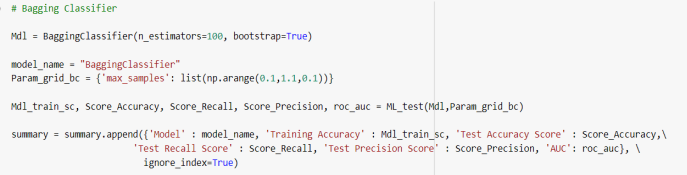 # Bagging Classifier
Mdl = BaggingClassifier(n_estimators=100, bootstrap=True)
model_name = "BaggingClassifier"
Param_grid_bc = {'max_samples': list(np.arange(0.1,1.1,0.1))}
Mdl_train_sc, Score_Accuracy, Score_Recall, Score_Precision, roc_auc = ML_test(Mdl,Param_grid_bc)
summary = summary.append({'Model' : model_name, 'Training Accuracy' : Mdl_train_sc, 'Test Accuracy Score' : Score_Accuracy,\
'Test Recall Score' : Score_Recall, 'Test Precision Score' : Score_Precision, 'AUC': roc_auc}, \
ignore_index=True)